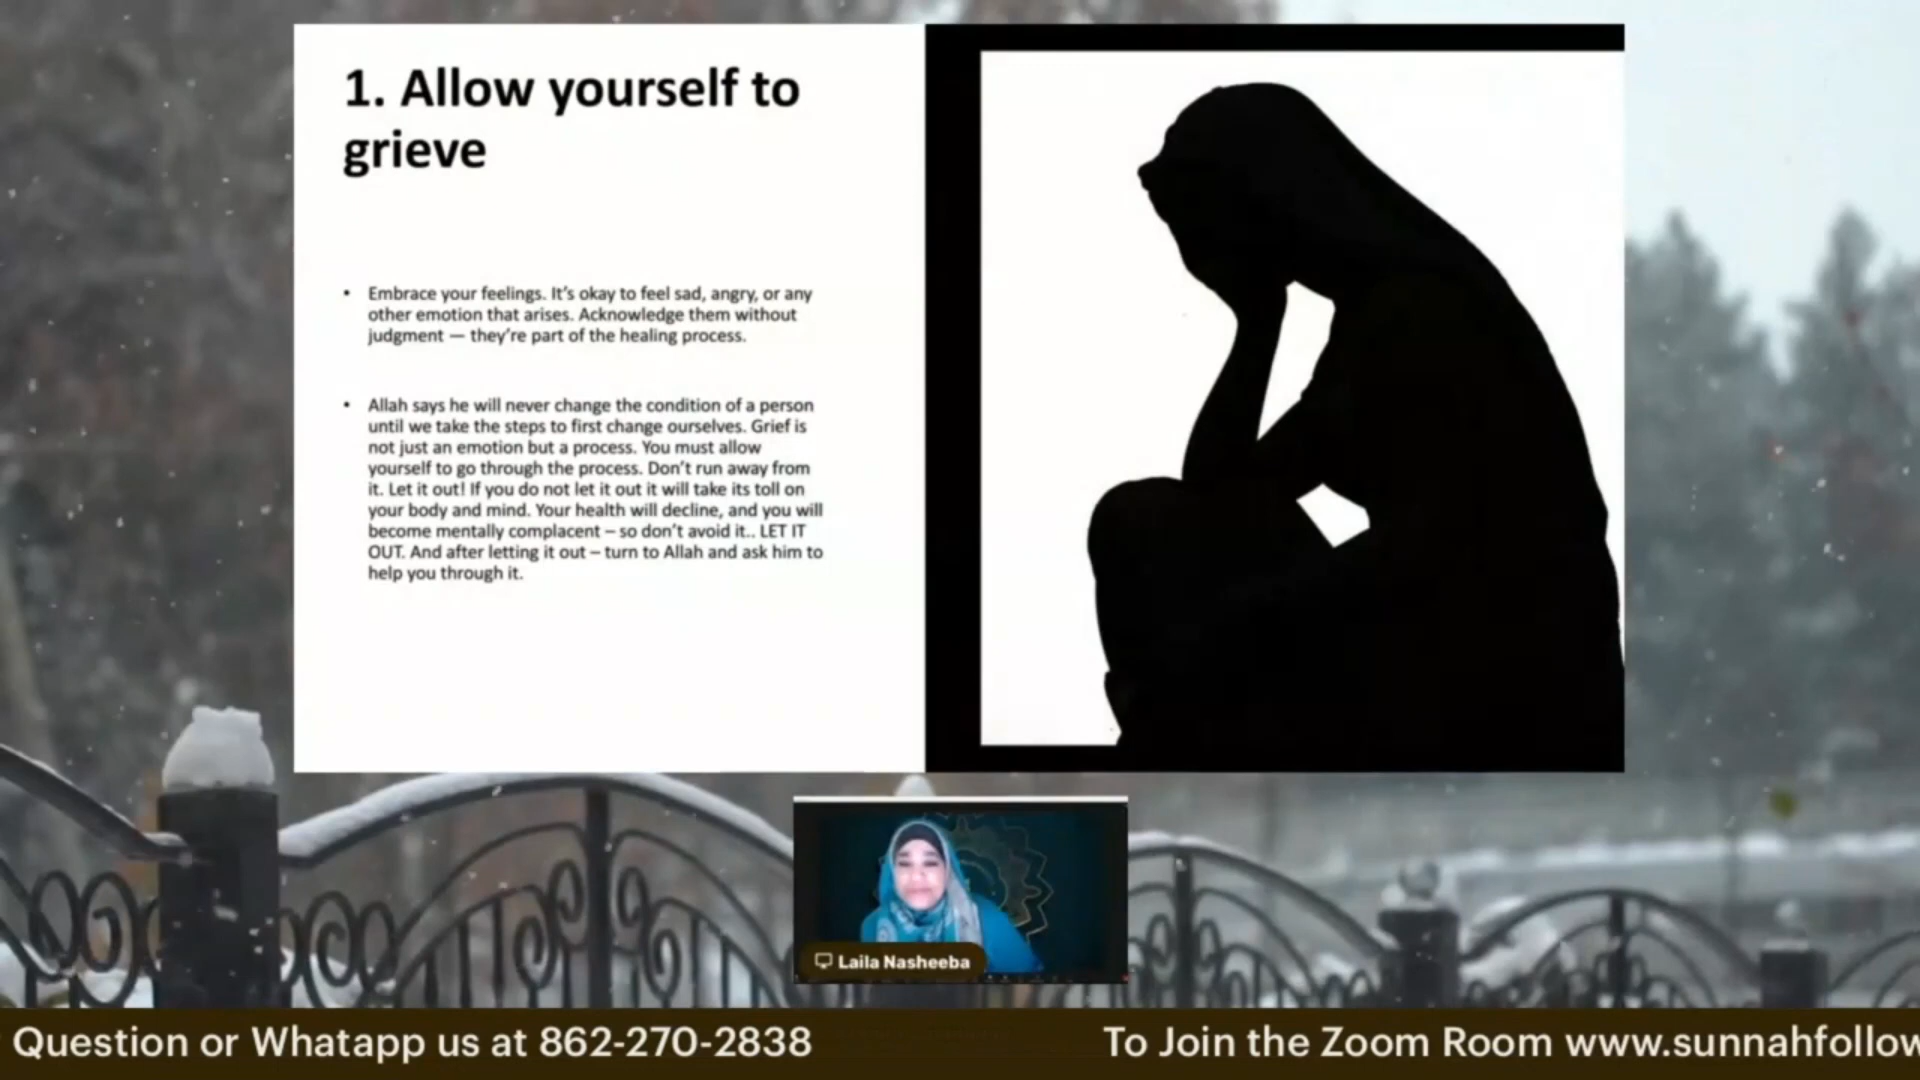 1. Allow yourself to
grieve
• Embrace your feelings. It's okay to feel sad, angry, or any
other emotion that arises. Acknowledge them without
judgment — they're part of the healing process.
• Allah says he will never change the condition of a person
until we take the steps to first change ourselves. Grief is
not just an emotion but a process. You must allow
yourself to go through the process. Don't run away from
it. Let it out! If you do not let it out it will take its toll on
your body and mind. Your health will decline, and you will
become mentally complacent – so don't avoid it.. LET IT
OUT. And after letting it out – turn to Allah and ask him to
help you through it.
Laila Nasheeba
Question or Whatapp us at 862-270-2838 To Join the Zoom Room www.sunnahfollow